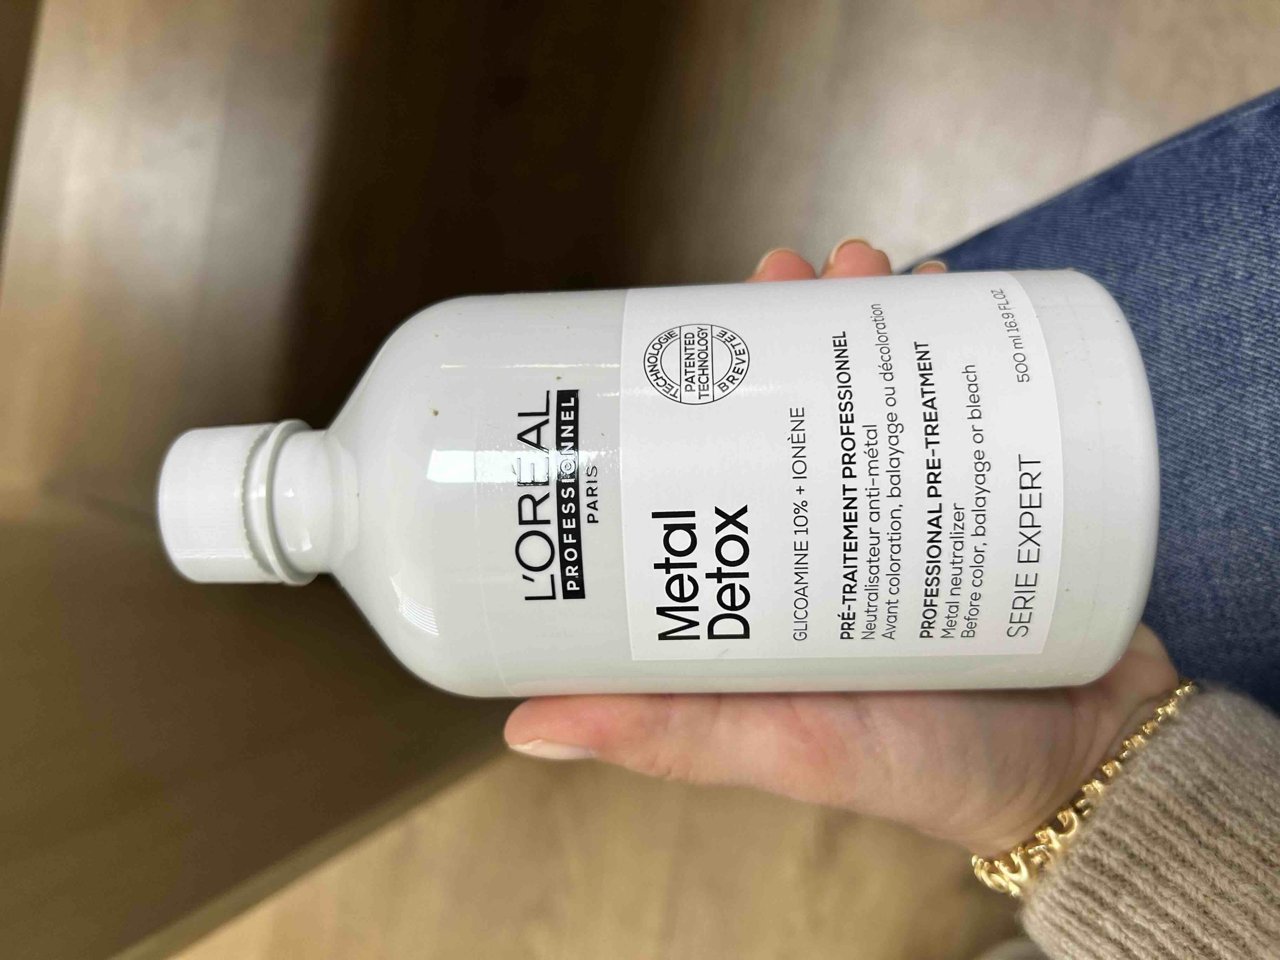 L'ORÉAL
PROFESSIONNEL
PARIS
TECHNOLOGIE
PATENTED
TECHNOLOGY
BREVETÉE
Metal
Detox
GLICOAMINE 10% + IONÈNE
PRÉ-TRAITEMENT PROFESSIONNEL
Neutralisateur anti-métal
Avant coloration, balayage ou décoloration
PROFESSIONAL PRE-TREATMENT
Metal neutralizer
Before color, balayage or bleach
SERIE EXPERT
500 ml 16.9 FL.OZ